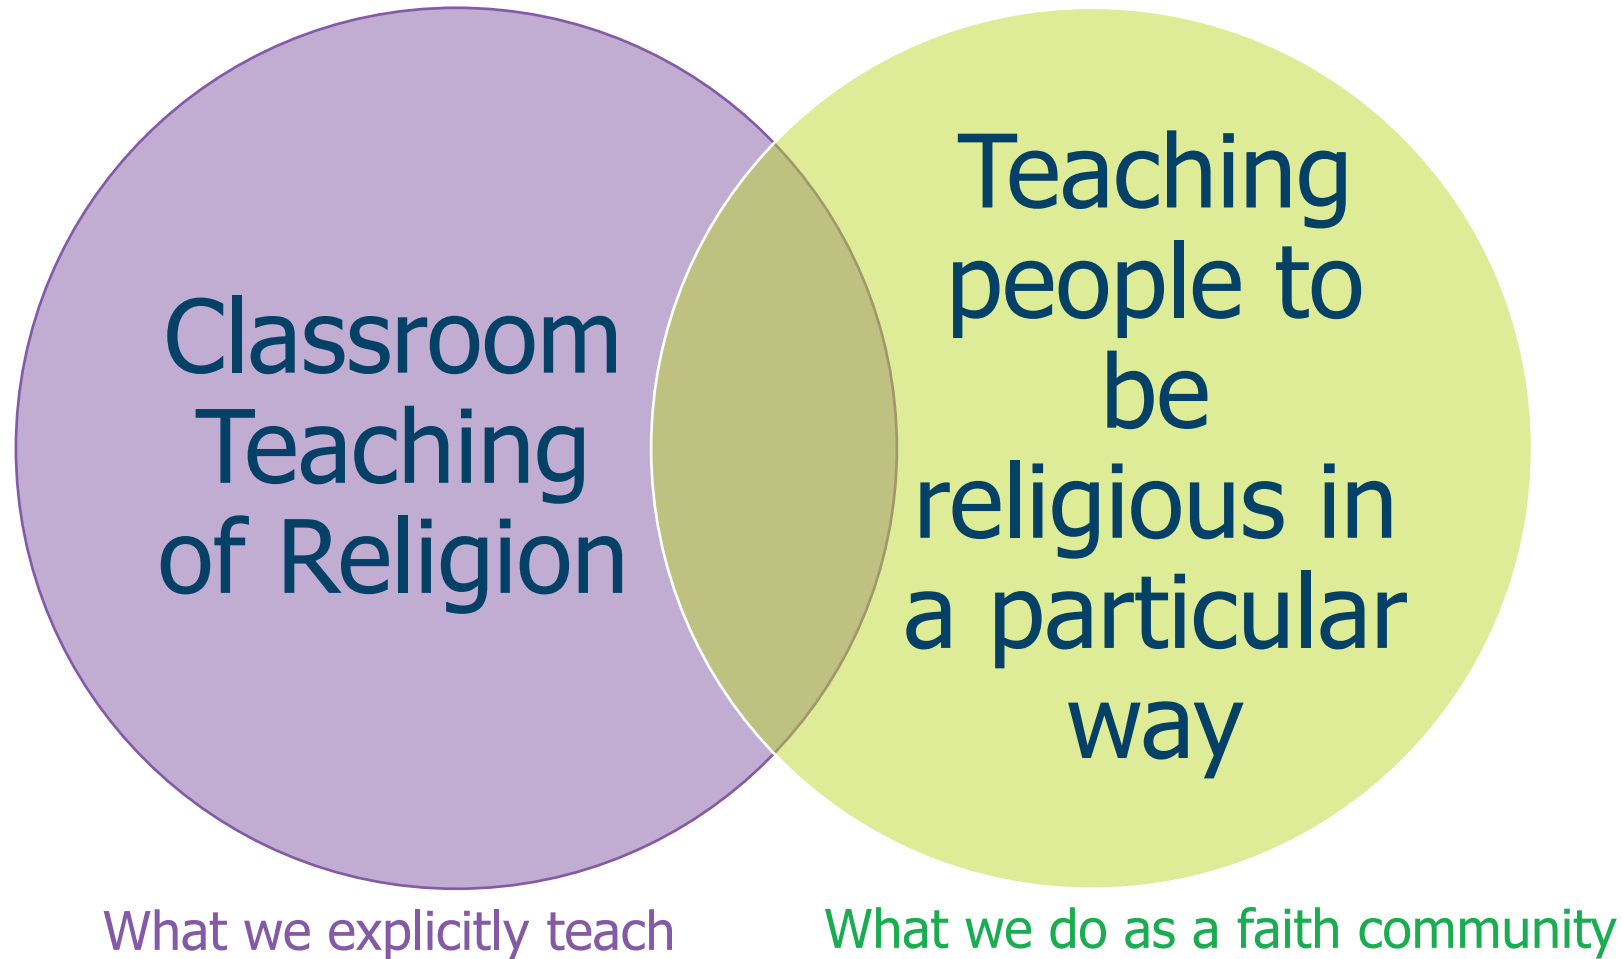 Classroom
Teaching
of Religion
Teaching
people to
be
religious in
a particular
way
What we explicitly teach
What we do as a faith community